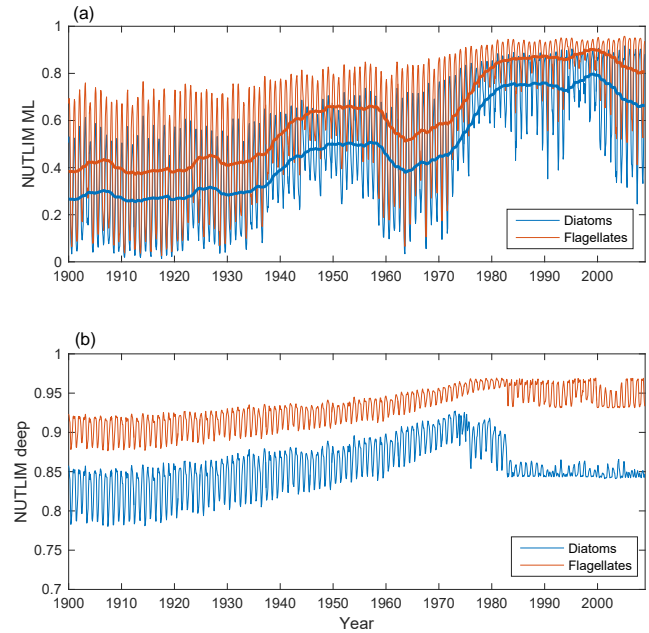 (a)
1
0.8
0.6
0.4
0.2
0
NUTLIM ML
Diatoms
Flagellates
1900 1910 1920 1930 1940 1950 1960 1970 1980 1990 2000
(b)
1
0.95
0.9
0.85
0.8
0.75
0.7
NUTLIM deep
Diatoms
Flagellates
1900 1910 1920 1930 1940 1950 1960 1970 1980 1990 2000
Year